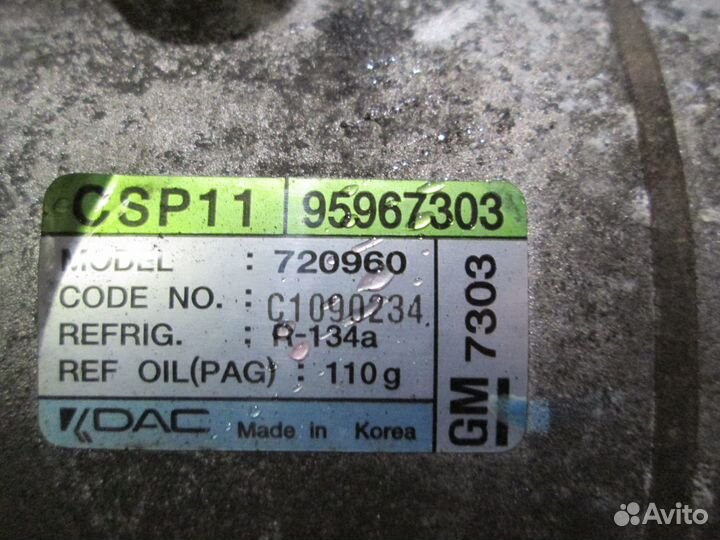 CSP11 95967303
MODEL : 720960
CODE NO. : C1090234
REFRIG. : R-134a
REF OIL(PAG) : 110g
KDAC Made in Korea
GM 7303
Avito